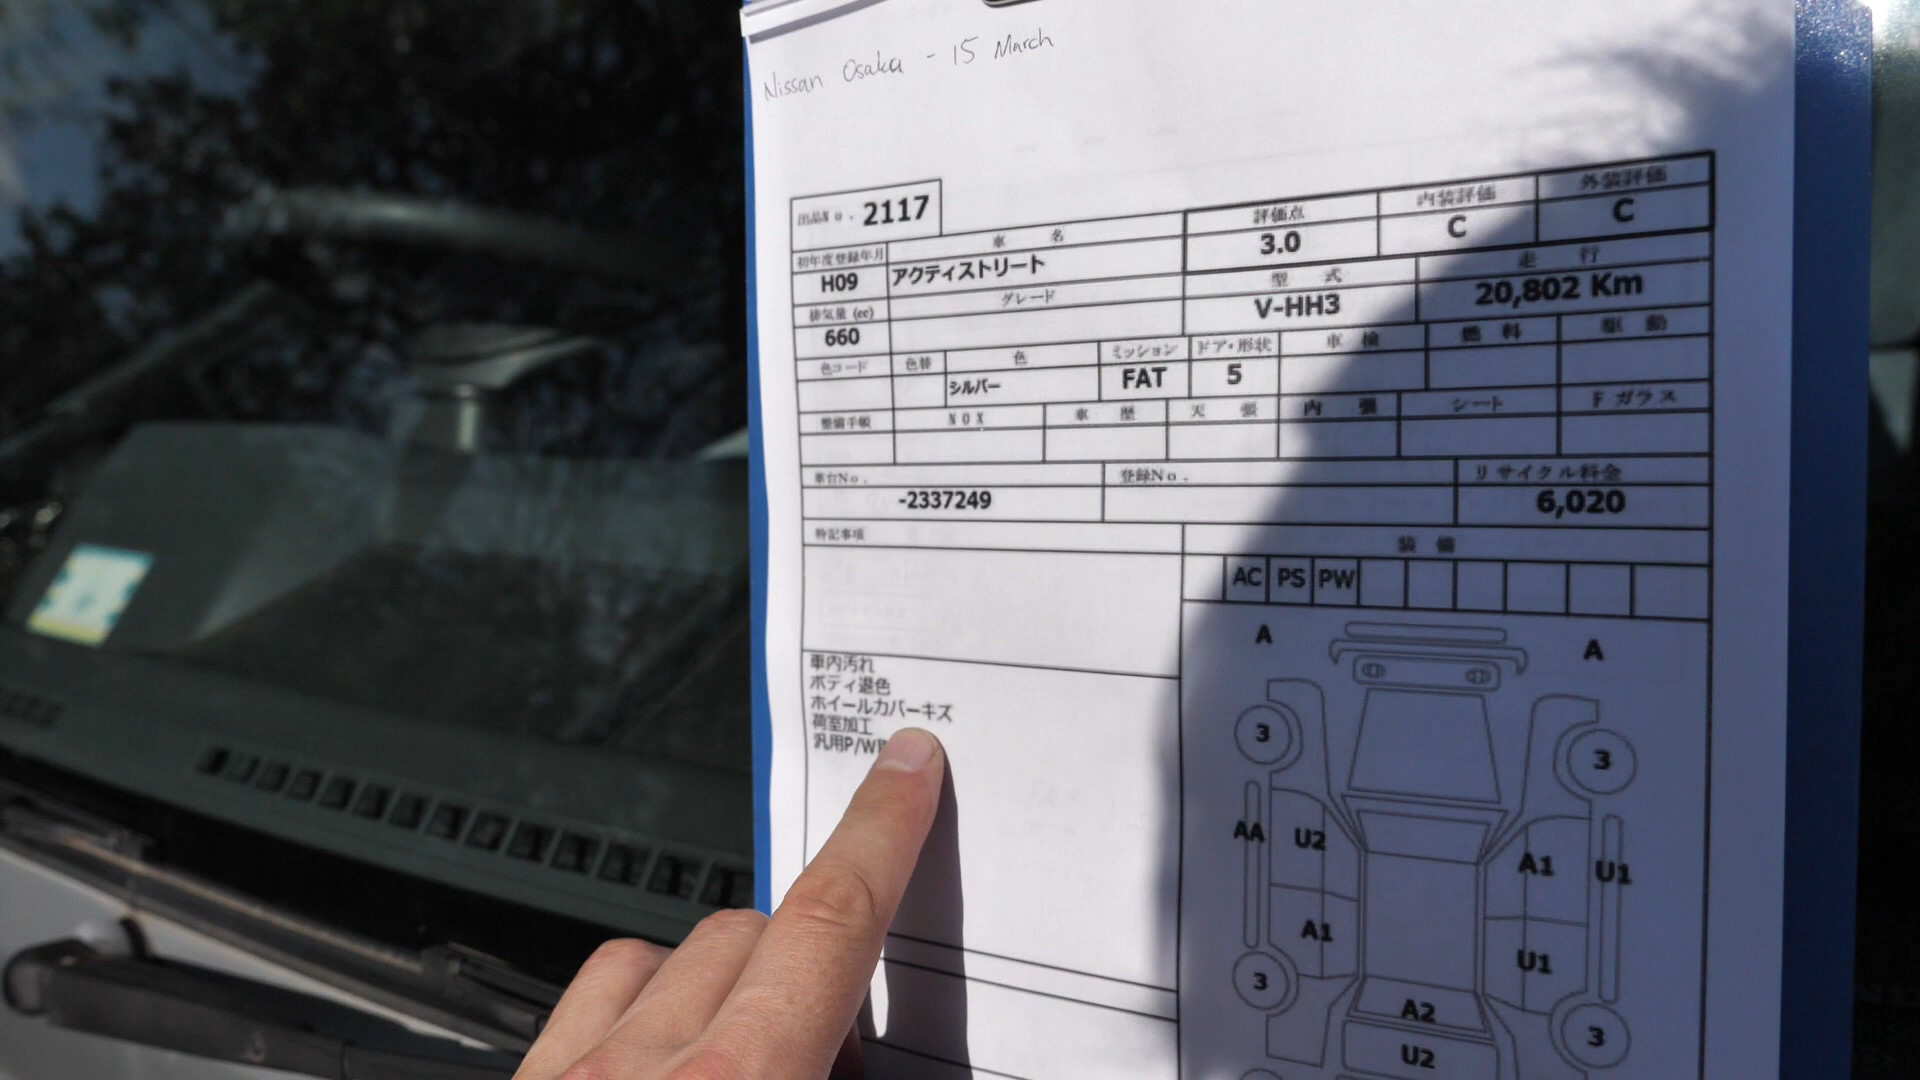 Nissan Osaka - 15 March
出品No. 2117
初年度登録年月 車名 評価点 内装評価 外装評価
H09 アクティストリート 3.0 C C
排気量(cc) グレード 型式 走行
660 V-HH3 20,802 Km
色コード 色替 色 ミッション ドア・形状 車検 燃料 駆動
シルバー FAT 5
整備手帳 NOX 車歴 天張 内張 シート Fガラス
車台No. 登録No. リサイクル料金
-2337249 6,020
特記事項 装備
AC PS PW
車内汚れ
ボディ退色
ホイールカバーキズ
荷室加工
汎用P/W
A A
3 3
AA U2 A1 U1
A1 U1
3 A2 3
U2